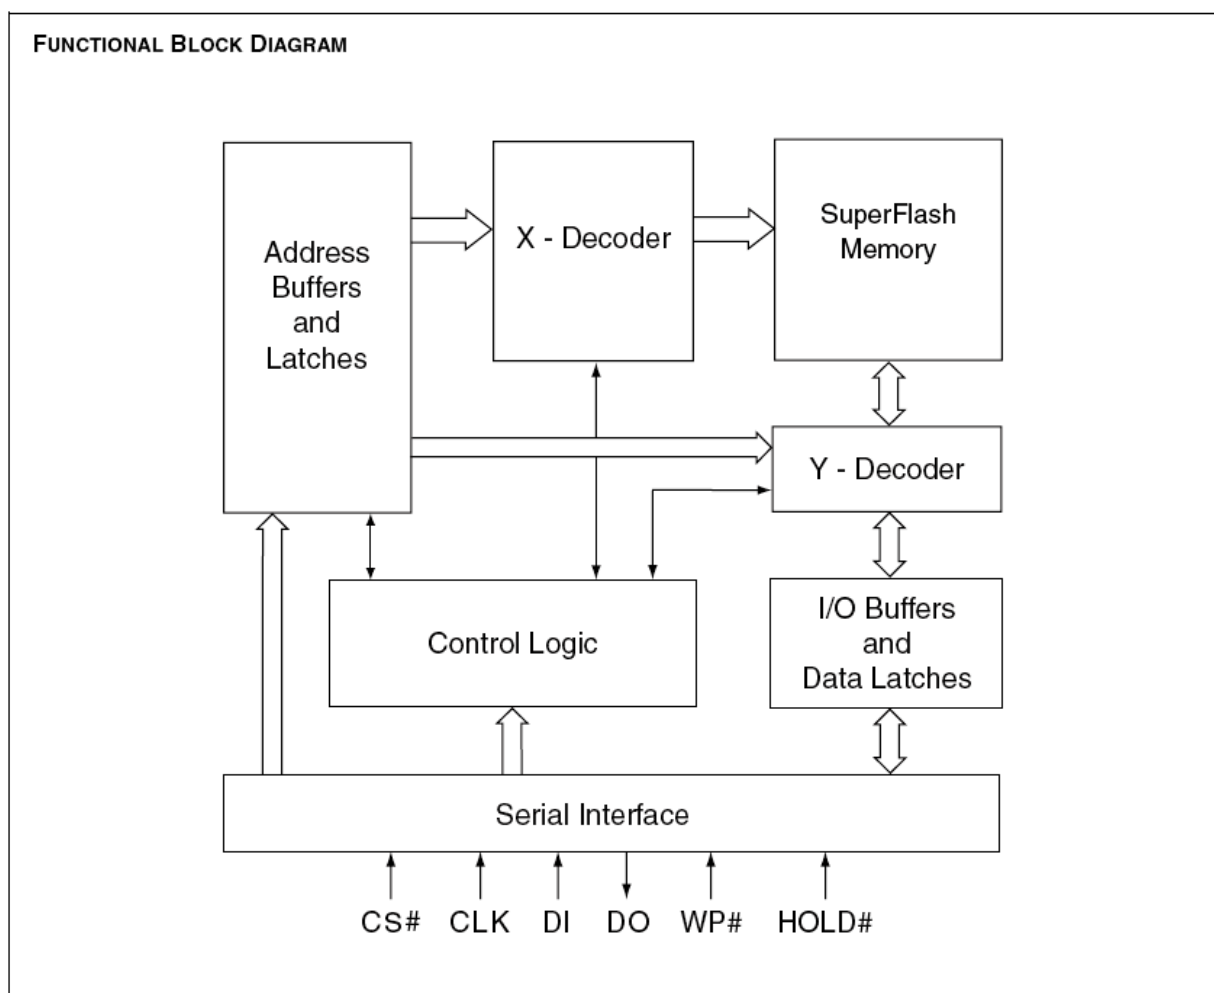 FUNCTIONAL BLOCK DIAGRAM
Address
Buffers
and
Latches
X - Decoder
SuperFlash
Memory
Y - Decoder
Control Logic
I/O Buffers
and
Data Latches
Serial Interface
CS# CLK DI DO WP# HOLD#